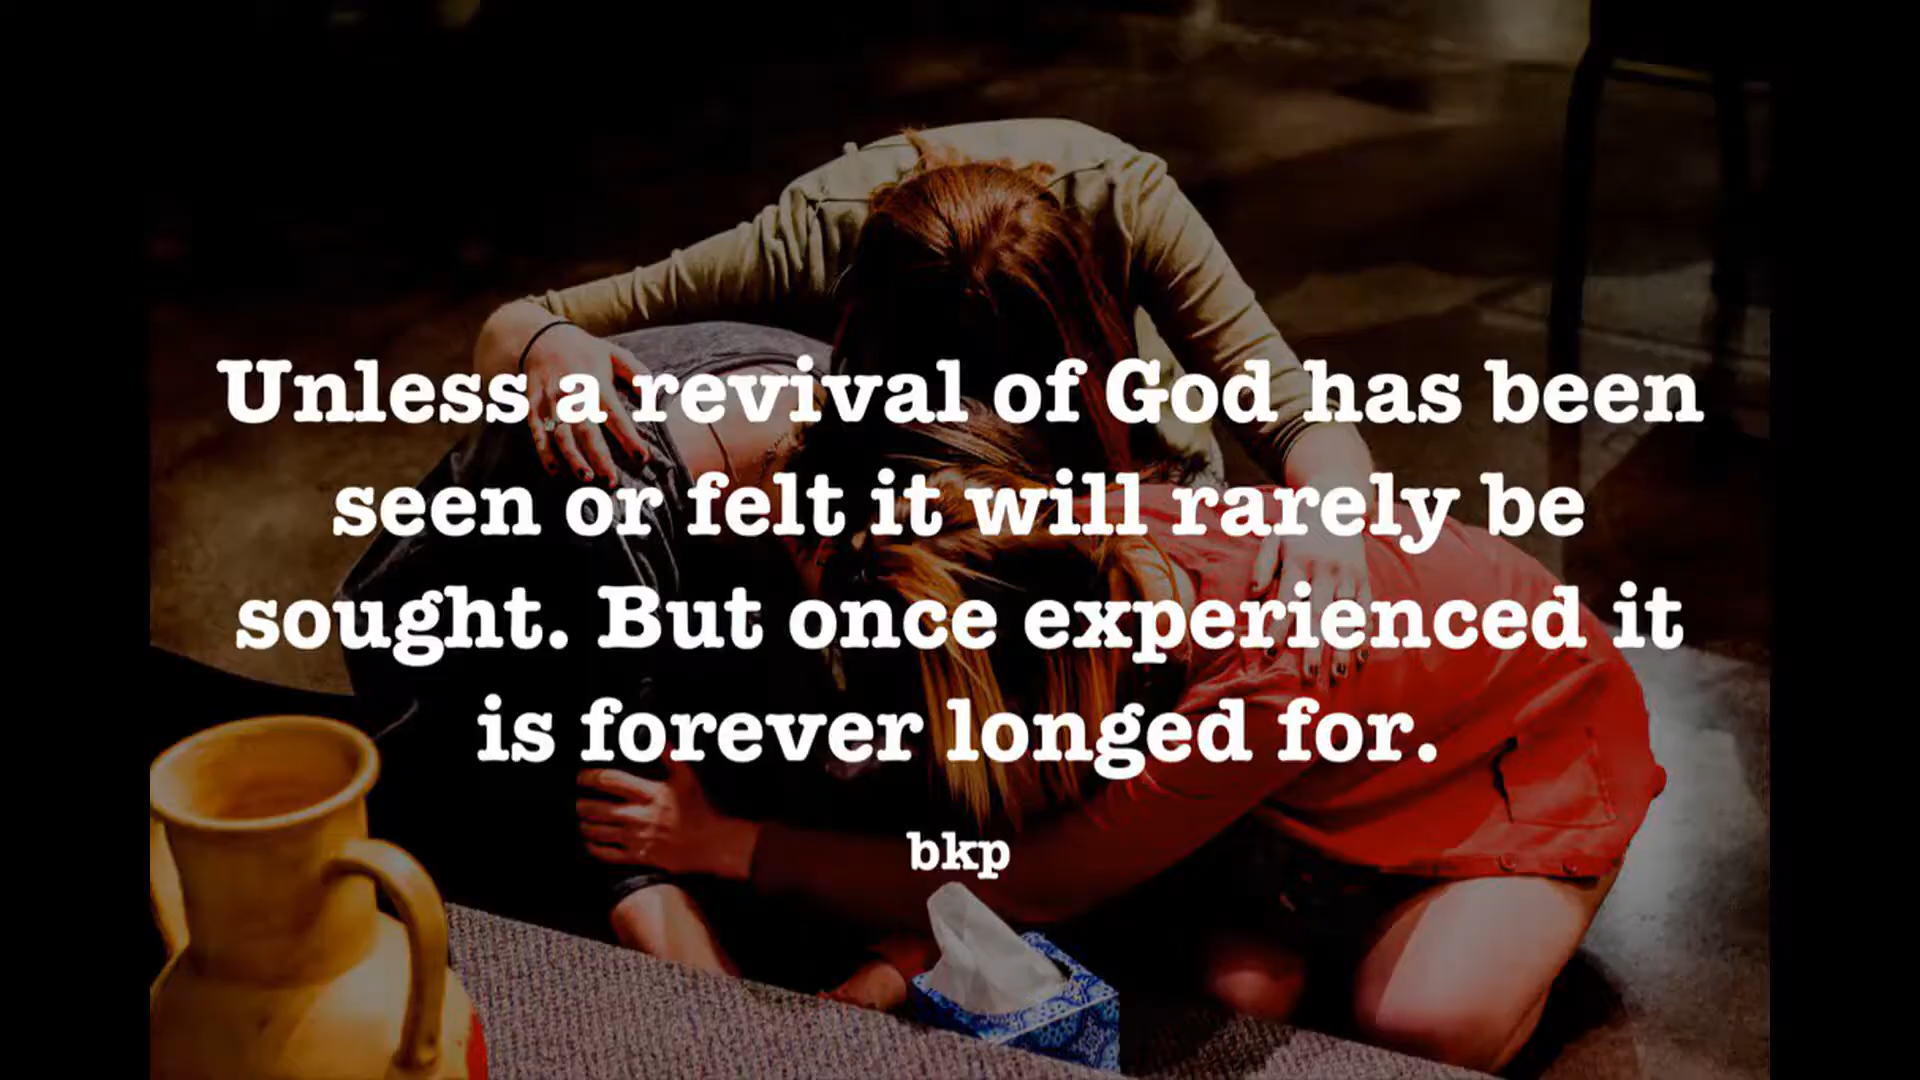 Unless a revival of God has been
seen or felt it will rarely be
sought. But once experienced it
is forever longed for.
bkp